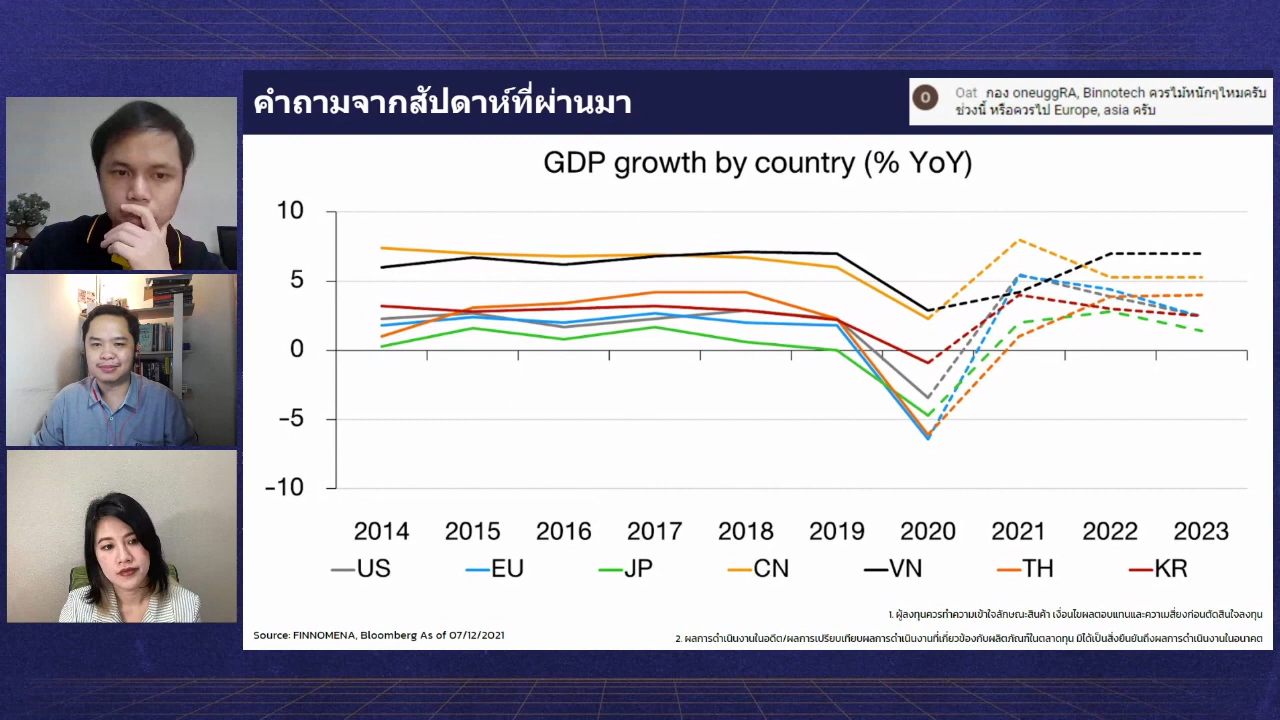 คำถามจากสัปดาห์ที่ผ่านมา
O
Oat กอง oneuggRA, Binnotech ควรไม้หนักๆไหมครับ
ช่วงนี้ หรือควรไป Europe, asia ครับ
GDP growth by country (% YoY)
10
5
0
-5
-10
2014 2015 2016 2017 2018 2019 2020 2021 2022 2023
US EU JP CN VN TH KR
1. ผู้ลงทุนควรทำความเข้าใจลักษณะสินค้า เงื่อนไขผลตอบแทนและความเสี่ยงก่อนตัดสินใจลงทุน
Source: FINNOMENA, Bloomberg As of 07/12/2021
2. ผลการดำเนินงานในอดีต/ผลการเปรียบเทียบผลการดำเนินงานที่เกี่ยวข้องกับผลิตภัณฑ์ในตลาดทุน มิได้เป็นสิ่งยืนยันถึงผลการดำเนินงานในอนาคต